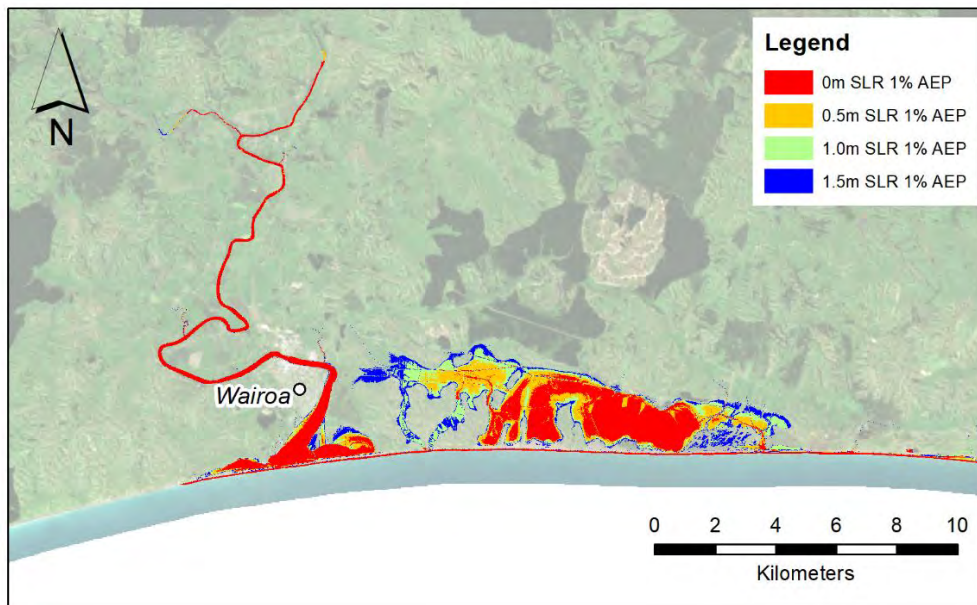 Legend
0m SLR 1% AEP
0.5m SLR 1% AEP
1.0m SLR 1% AEP
1.5m SLR 1% AEP
N
Wairoa
0 2 4 6 8 10
Kilometers